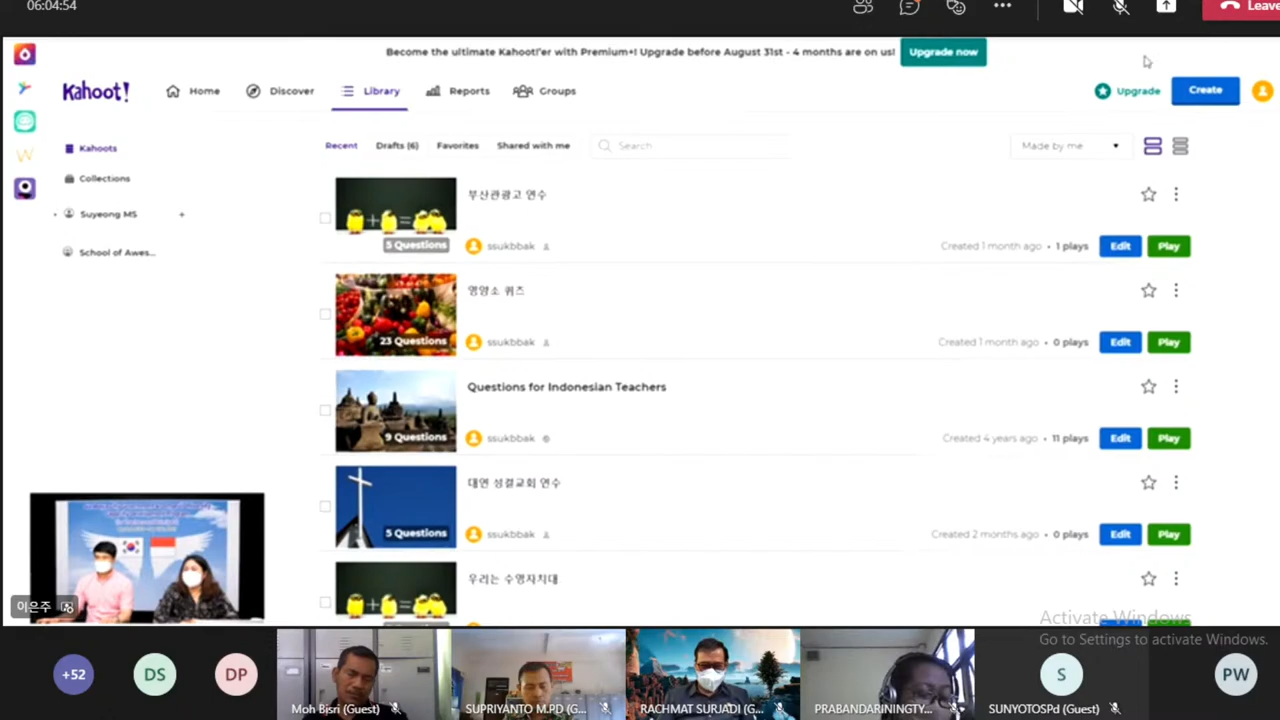 06:04:54
Leave
Become the ultimate Kahoot!'er with Premium+! Upgrade before August 31st - 4 months are on us! Upgrade now
Kahoot! Home Discover Library Reports Groups Upgrade Create
Kahoots
Collections
Suyeong MS +
School of Awes...
Recent Drafts (6) Favorites Shared with me Search Made by me
부산관광고 연수
5 Questions ssukbbak Created 1 month ago • 1 plays Edit Play
영양소 퀴즈
23 Questions ssukbbak Created 1 month ago • 0 plays Edit Play
Questions for Indonesian Teachers
9 Questions ssukbbak Created 4 years ago • 11 plays Edit Play
대연 성결교회 연수
5 Questions ssukbbak Created 2 months ago • 0 plays Edit Play
우리는 수영자치대
이은주
Activate Windows
Go to Settings to activate Windows.
+52 DS DP S PW
Moh Bisri (Guest) SUPRIYANTO M.PD (G... RACHMAT SURJADI (G... PRABANDARININGTY... SUNYOTOSPd (Guest)